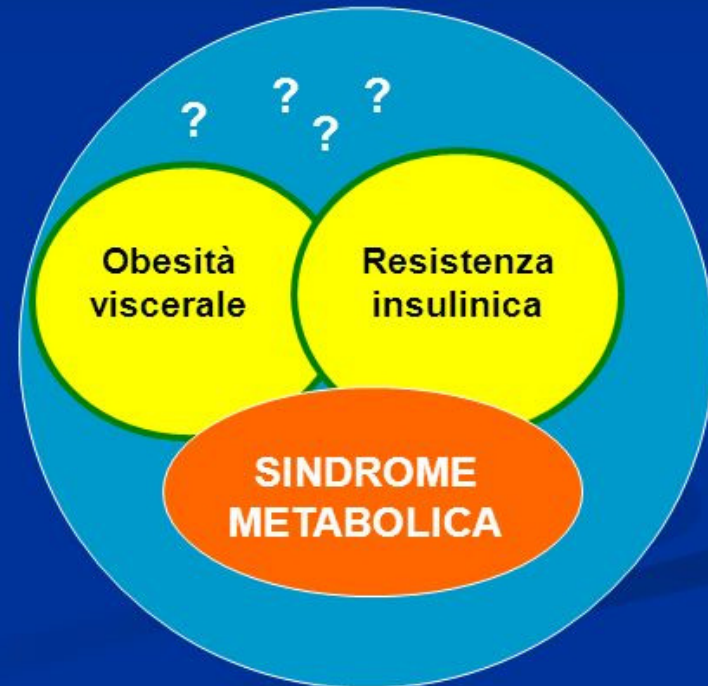 ? ? ? ?
Obesità
viscerale
Resistenza
insulinica
SINDROME
METABOLICA